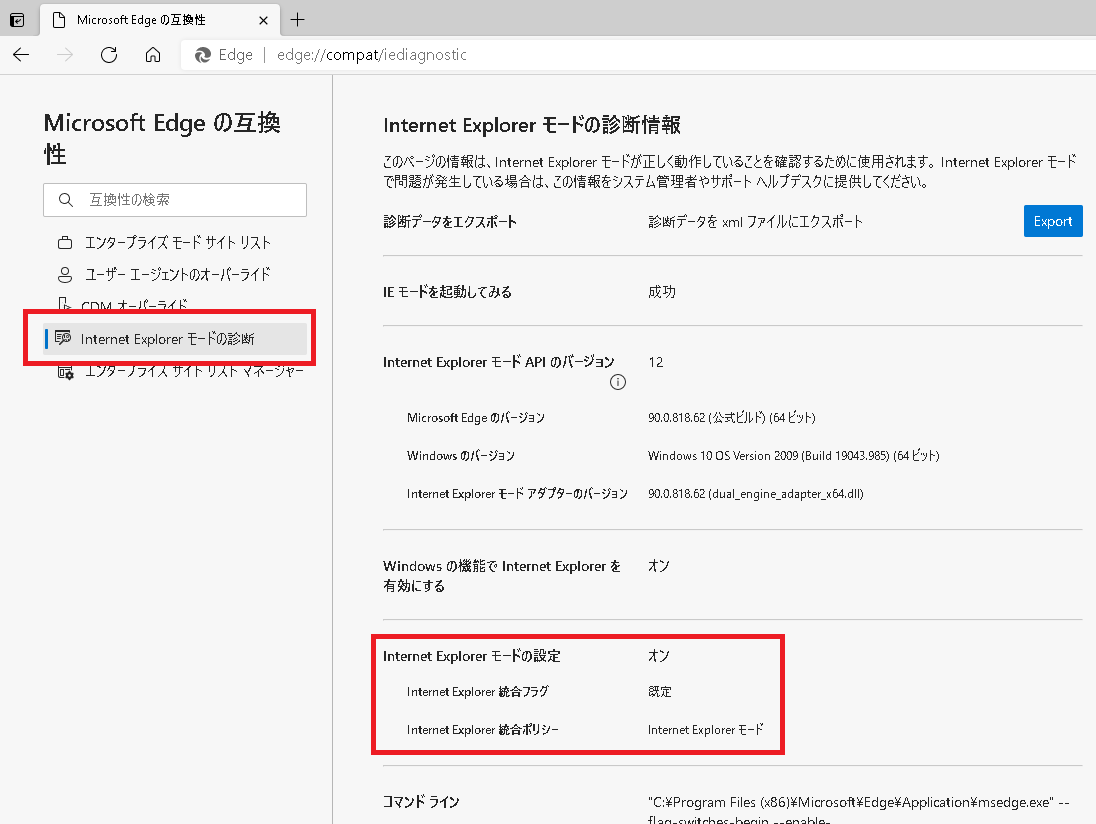 Microsoft Edge の互換性
Edge
edge://compat/iediagnostic
Microsoft Edge の互換
性
互換性の検索
エンタープライズ モード サイト リスト
ユーザー エージェントのオーバーライド
CDM オーバーライド
Internet Explorer モードの診断
エンタープライズ サイト リスト マネージャー
Internet Explorer モードの診断情報
このページの情報は、Internet Explorer モードが正しく動作していることを確認するために使用されます。Internet Explorer モード
で問題が発生している場合は、この情報をシステム管理者やサポート ヘルプデスクに提供してください。
診断データをエクスポート
診断データを xml ファイルにエクスポート
Export
IE モードを起動してみる
成功
Internet Explorer モード API のバージョン
12
Microsoft Edge のバージョン
90.0.818.62 (公式ビルド) (64 ビット)
Windows のバージョン
Windows 10 OS Version 2009 (Build 19043.985) (64 ビット)
Internet Explorer モード アダプターのバージョン
90.0.818.62 (dual_engine_adapter_x64.dll)
Windows の機能で Internet Explorer を
有効にする
オン
Internet Explorer モードの設定
オン
Internet Explorer 統合フラグ
既定
Internet Explorer 統合ポリシー
Internet Explorer モード
コマンド ライン
"C:¥Program Files (x86)¥Microsoft¥Edge¥Application¥msedge.exe" --
flag-switches-begin --enable-